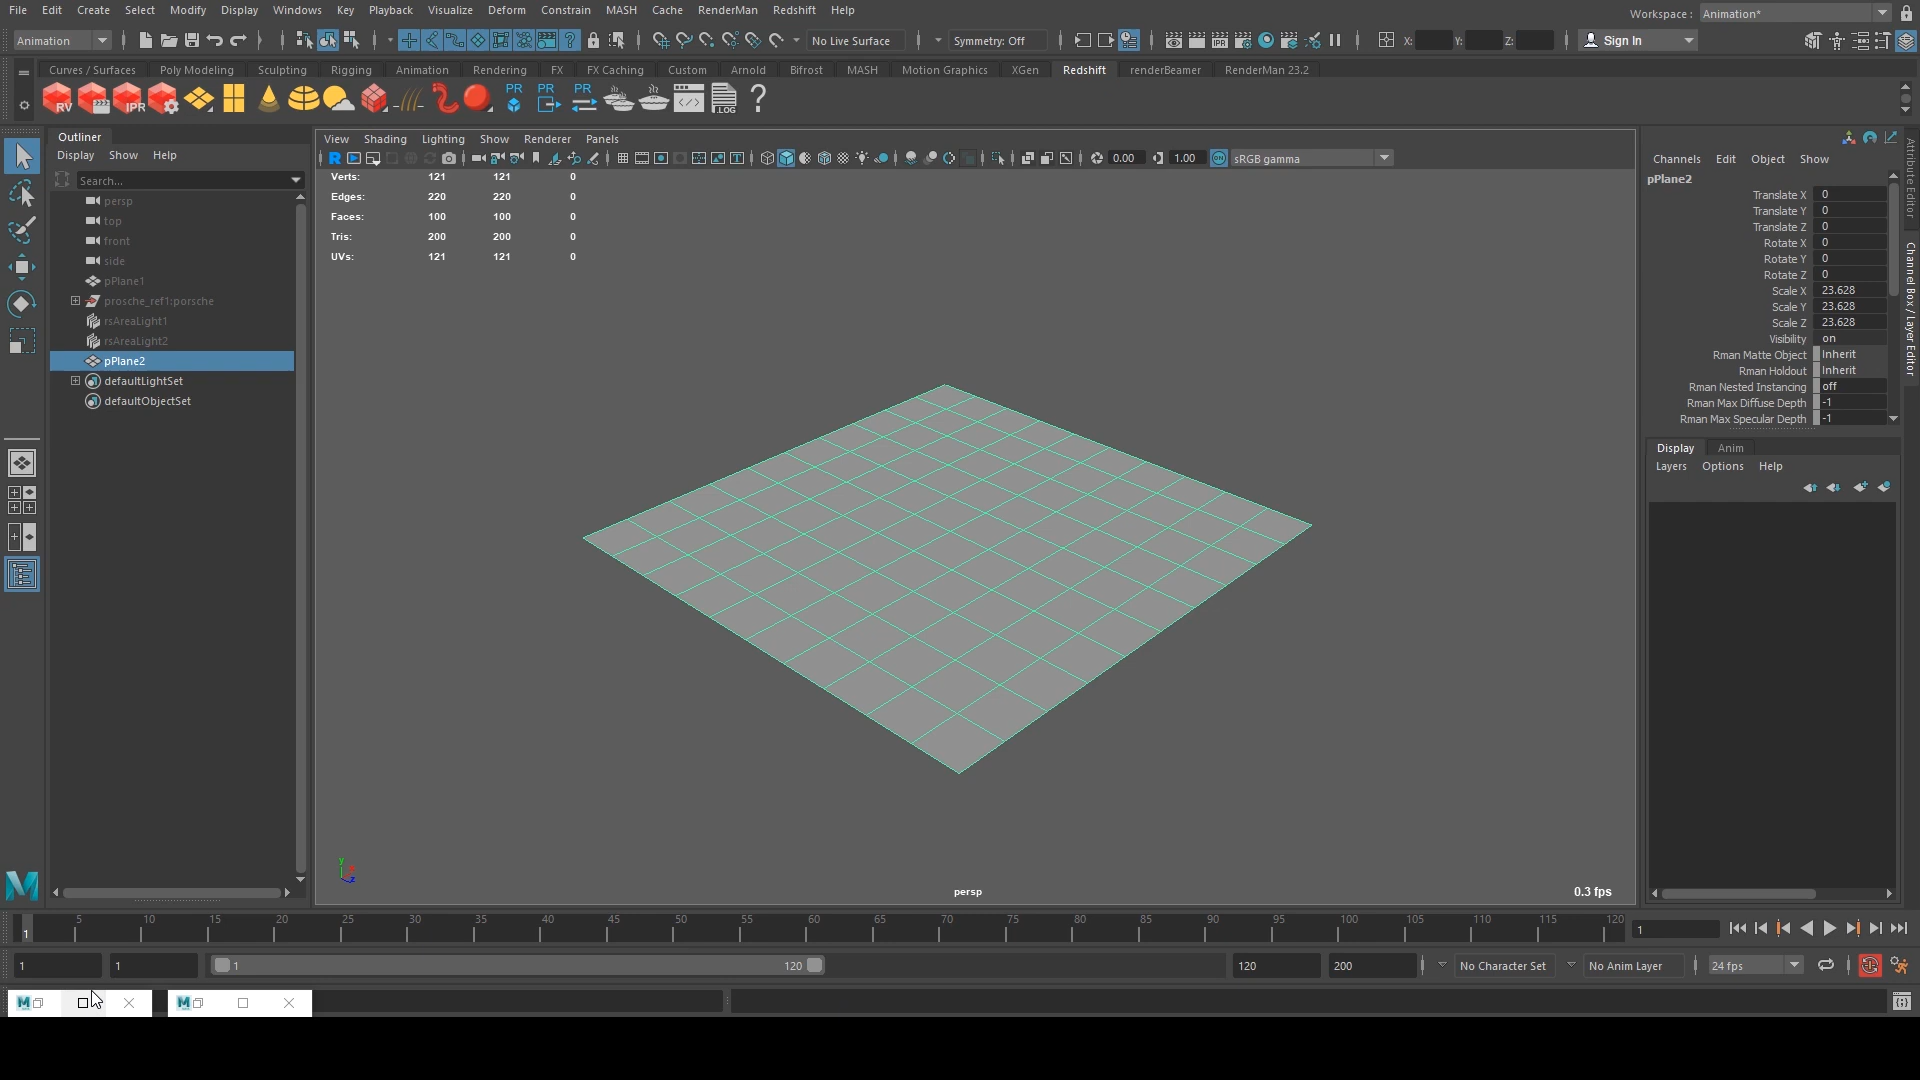 File Edit Create Select Modify Display Windows Key Playback Visualize Deform Constrain MASH Cache RenderMan Redshift Help
Workspace : Animation*
Animation No Live Surface Symmetry: Off X: Y: Z: Sign In
Curves / Surfaces Poly Modeling Sculpting Rigging Animation Rendering FX FX Caching Custom Arnold Bifrost MASH Motion Graphics XGen Redshift renderBeamer RenderMan 23.2
RV IPR PR PR PR LOG ?
Outliner
Display Show Help
Search...
persp
top
front
side
pPlane1
prosche_ref1:porsche
rsAreaLight1
rsAreaLight2
pPlane2
defaultLightSet
defaultObjectSet
View Shading Lighting Show Renderer Panels
0.00 1.00 sRGB gamma
Verts: 121 121 0
Edges: 220 220 0
Faces: 100 100 0
Tris: 200 200 0
UVs: 121 121 0
y
z
persp
0.3 fps
Channels Edit Object Show
pPlane2
Translate X 0
Translate Y 0
Translate Z 0
Rotate X 0
Rotate Y 0
Rotate Z 0
Scale X 23.628
Scale Y 23.628
Scale Z 23.628
Visibility on
Rman Matte Object Inherit
Rman Holdout Inherit
Rman Nested Instancing off
Rman Max Diffuse Depth -1
Rman Max Specular Depth -1
Display Anim
Layers Options Help
Attribute Editor
Channel Box / Layer Editor
5 10 15 20 25 30 35 40 45 50 55 60 65 70 75 80 85 90 95 100 105 110 115 120
1 1
1 1 1 120 120 200 No Character Set No Anim Layer 24 fps